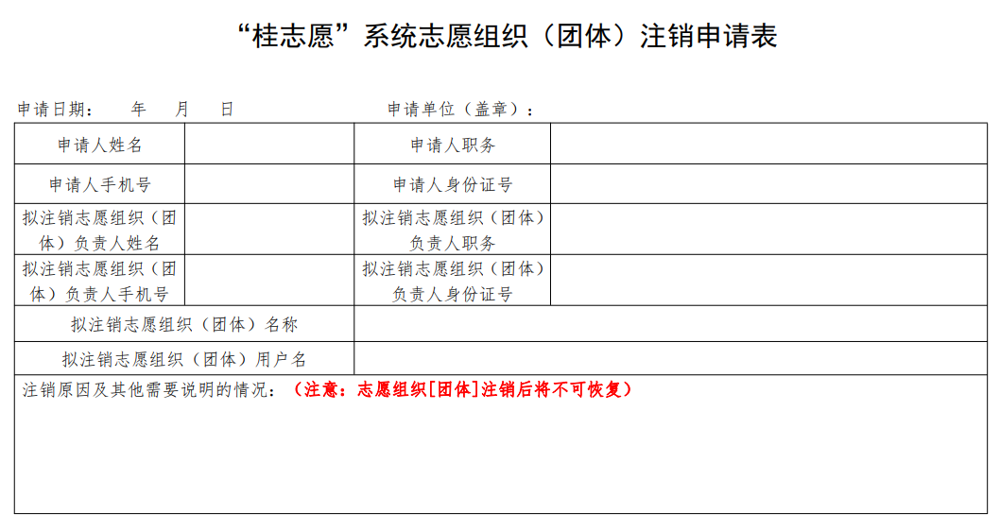 “桂志愿”系统志愿组织（团体）注销申请表
申请日期： 年 月 日 申请单位（盖章）：
申请人姓名 申请人职务
申请人手机号 申请人身份证号
拟注销志愿组织（团 拟注销志愿组织（团体）
体）负责人姓名 负责人职务
拟注销志愿组织（团 拟注销志愿组织（团体）
体）负责人手机号 负责人身份证号
拟注销志愿组织（团体）名称
拟注销志愿组织（团体）用户名
注销原因及其他需要说明的情况：（注意：志愿组织[团体]注销后将不可恢复）